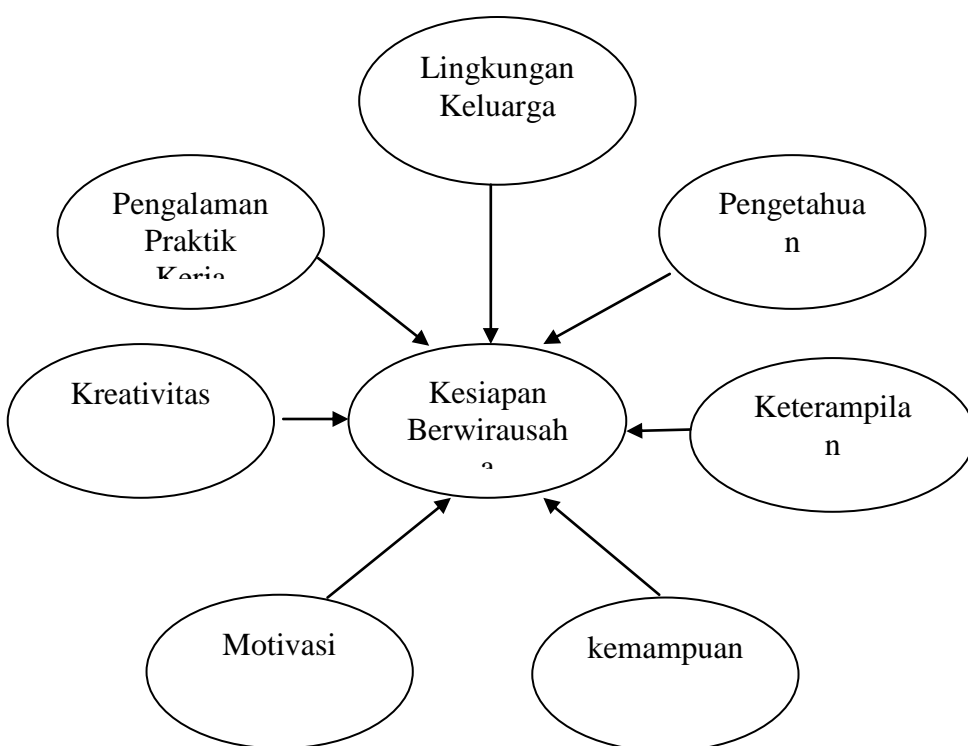 Lingkungan
Keluarga
Pengalaman
Praktik
Kerja
Pengetahua
n
Kreativitas
Kesiapan
Berwirausah
a
Keterampila
n
Motivasi
kemampuan